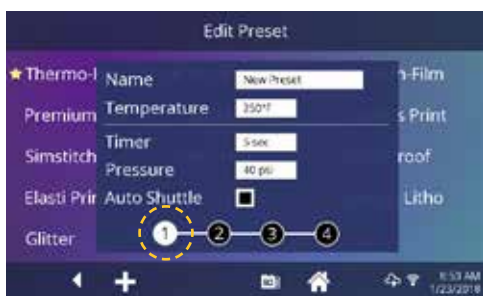 Edit Preset
Thermo-
Name
New Preset
-Film
Premium
Temperature
350°F
s Print
Timer
5 sec
Simstitch
Pressure
40 psi
roof
Elasti Prir
Auto Shuttle
Litho
Glitter
1
2
3
4
8:53 AM
1/23/2018